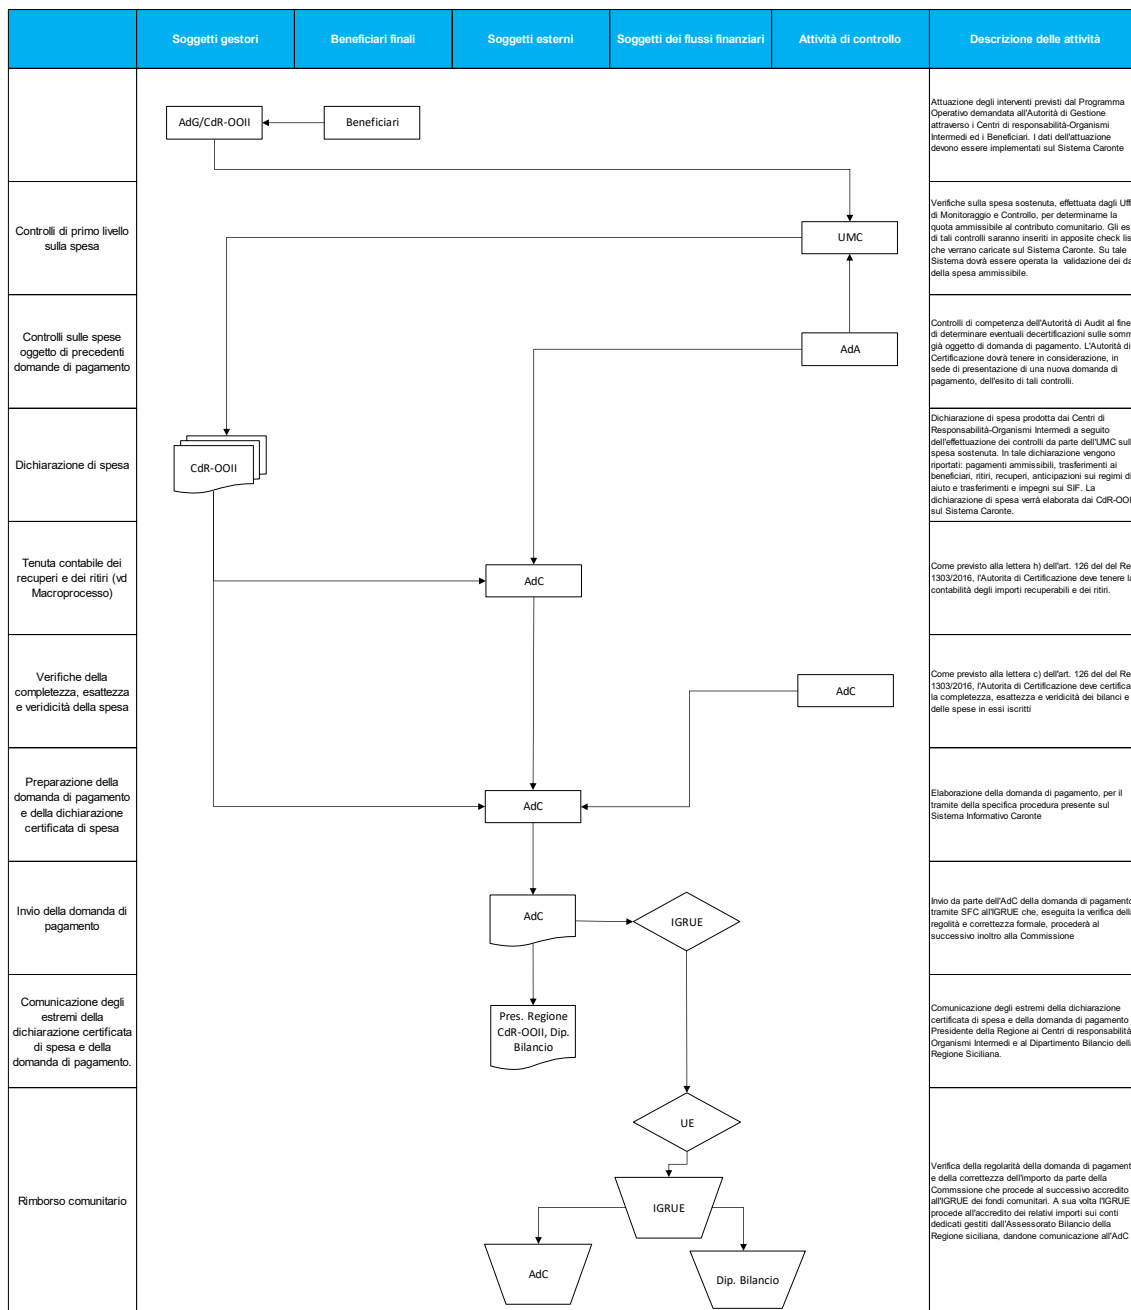 Soggetti gestori
Beneficiari finali
Soggetti esterni
Soggetti dei flussi finanziari
Attività di controllo
Descrizione delle attività
AdG/CdR-OOII
Beneficiari
Attuazione degli interventi previsti dal Programma
Operativo demandata all'Autorità di Gestione
attraverso i Centri di responsabilità-Organismi
Intermedi ed i Beneficiari. I dati dell'attuazione
devono essere implementati sul Sistema Caronte
Controlli di primo livello
sulla spesa
UMC
Verifiche sulla spesa sostenuta, effettuata dagli Uff
di Monitoraggio e Controllo, per determinarne la
quota ammissibile al contributo comunitario. Gli es
di tali controlli saranno inseriti in apposite check lis
che verrano caricate sul Sistema Caronte. Su tale
Sistema dovrà essere operata la validazione dei da
della spesa ammissibile.
Controlli sulle spese
oggetto di precedenti
domande di pagamento
AdA
Controlli di competenza dell'Autorità di Audit al fine
di determinare eventuali decertificazioni sulle somm
già oggetto di domanda di pagamento. L'Autorità di
Certificazione dovrà tenere in considerazione, in
sede di presentazione di una nuova domanda di
pagamento, dell'esito di tali controlli.
Dichiarazione di spesa
CdR-OOII
Dichiarazione di spesa prodotta dai Centri di
Responsabilità-Organismi Intermedi a seguito
dell'effettuazione dei controlli da parte dell'UMC sull
spesa sostenuta. In tale dichiarazione vengono
riportati: pagamenti ammissibili, trasferimenti ai
beneficiari, ritiri, recuperi, anticipazioni sui regimi di
aiuto e trasferimenti e impegni sui SIF. La
dichiarazione di spesa verrà elaborata dai CdR-OOI
sul Sistema Caronte.
Tenuta contabile dei
recuperi e dei ritiri (vd
Macroprocesso)
AdC
Come previsto alla lettera h) dell'art. 126 del del Re
1303/2016, l'Autorita di Certificazione deve tenere la
contabilità degli importi recuperabili e dei ritiri.
Verifiche della
completezza, esattezza
e veridicità della spesa
AdC
Come previsto alla lettera c) dell'art. 126 del del Re
1303/2016, l'Autorita di Certificazione deve certifica
la completezza, esattezza e veridicità dei bilanci e
delle spese in essi iscritti
Preparazione della
domanda di pagamento
e della dichiarazione
certificata di spesa
AdC
Elaborazione della domanda di pagamento, per il
tramite della specifica procedura presente sul
Sistema Informativo Caronte
Invio della domanda di
pagamento
AdC
IGRUE
Invio da parte dell'AdC della domanda di pagamento
tramite SFC all'IGRUE che, eseguita la verifica della
regolità e correttezza formale, procederà al
successivo inoltro alla Commissione
Comunicazione degli
estremi della
dichiarazione certificata
di spesa e della
domanda di pagamento.
Pres. Regione
CdR-OOII, Dip.
Bilancio
Comunicazione degli estremi della dichiarazione
certificata di spesa e della domanda di pagamento
Presidente della Regione ai Centri di responsabilità
Organismi Intermedi e al Dipartimento Bilancio dell
Regione Siciliana.
Rimborso comunitario
UE
IGRUE
AdC
Dip. Bilancio
Verifica della regolarità della domanda di pagament
e della correttezza dell'importo da parte della
Commssione che procede al successivo accredito
all'IGRUE dei fondi comunitari. A sua volta l'IGRUE
procede all'accredito dei relativi importi sui conti
dedicati gestiti dall'Assessorato Bilancio della
Regione siciliana, dandone comunicazione all'AdC